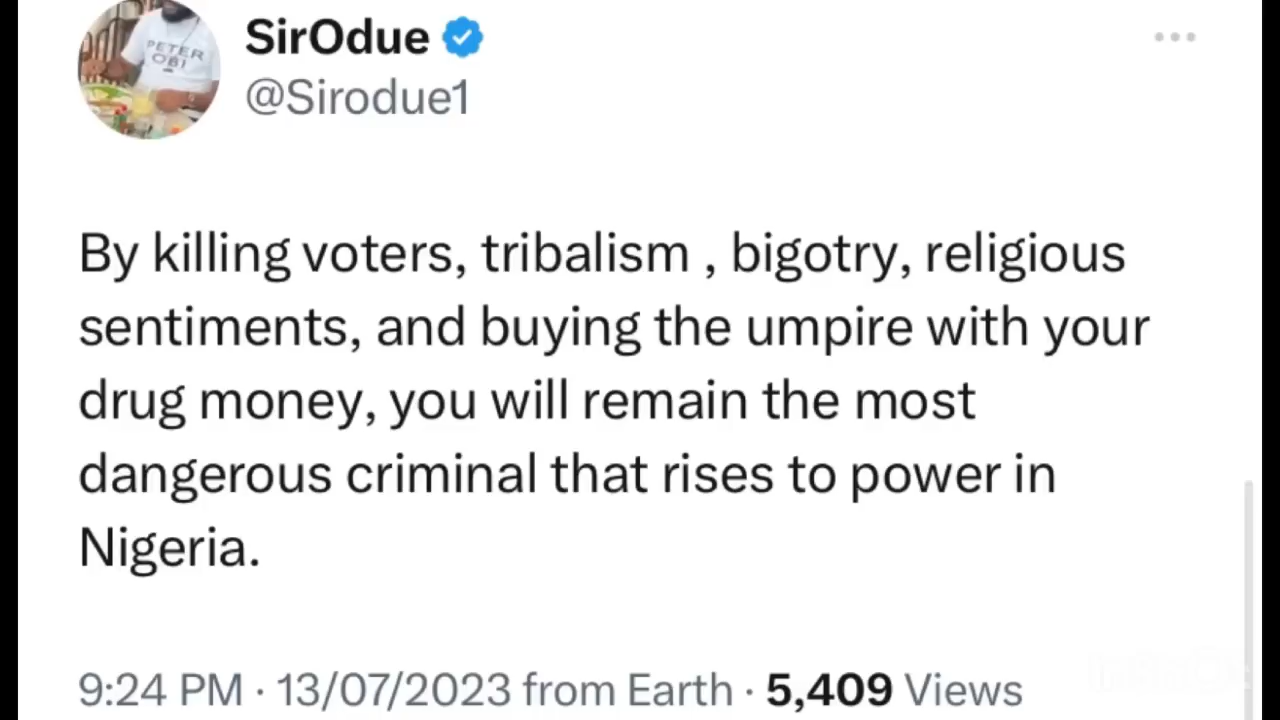 SirOdue
@Sirodue1
PETER
OBI
By killing voters, tribalism , bigotry, religious
sentiments, and buying the umpire with your
drug money, you will remain the most
dangerous criminal that rises to power in
Nigeria.
9:24 PM · 13/07/2023 from Earth · 5,409 Views